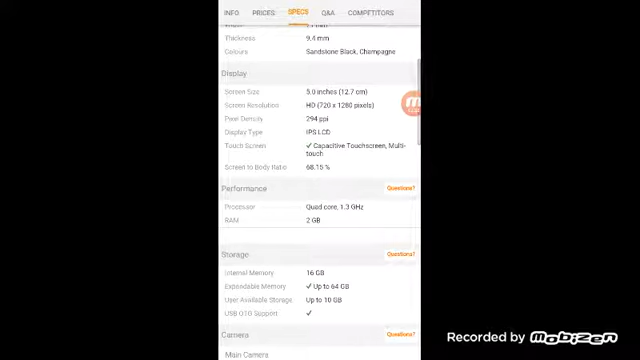 INFO PRICES SPECS Q&A COMPETITORS
Thickness 9.4 mm
Colours Sandstone Black, Champagne
Display
Screen Size 5.0 inches (12.7 cm)
Screen Resolution HD (720 x 1280 pixels)
Pixel Density 294 ppi
Display Type IPS LCD
Touch Screen ✓ Capacitive Touchscreen, Multi-
touch
Screen to Body Ratio 68.15 %
Performance Questions?
Processor Quad core, 1.3 GHz
RAM 2 GB
Storage Questions?
Internal Memory 16 GB
Expandable Memory ✓ Up to 64 GB
User Available Storage Up to 10 GB
USB OTG Support ✓
Camera Questions?
Main Camera
Recorded by mobizen